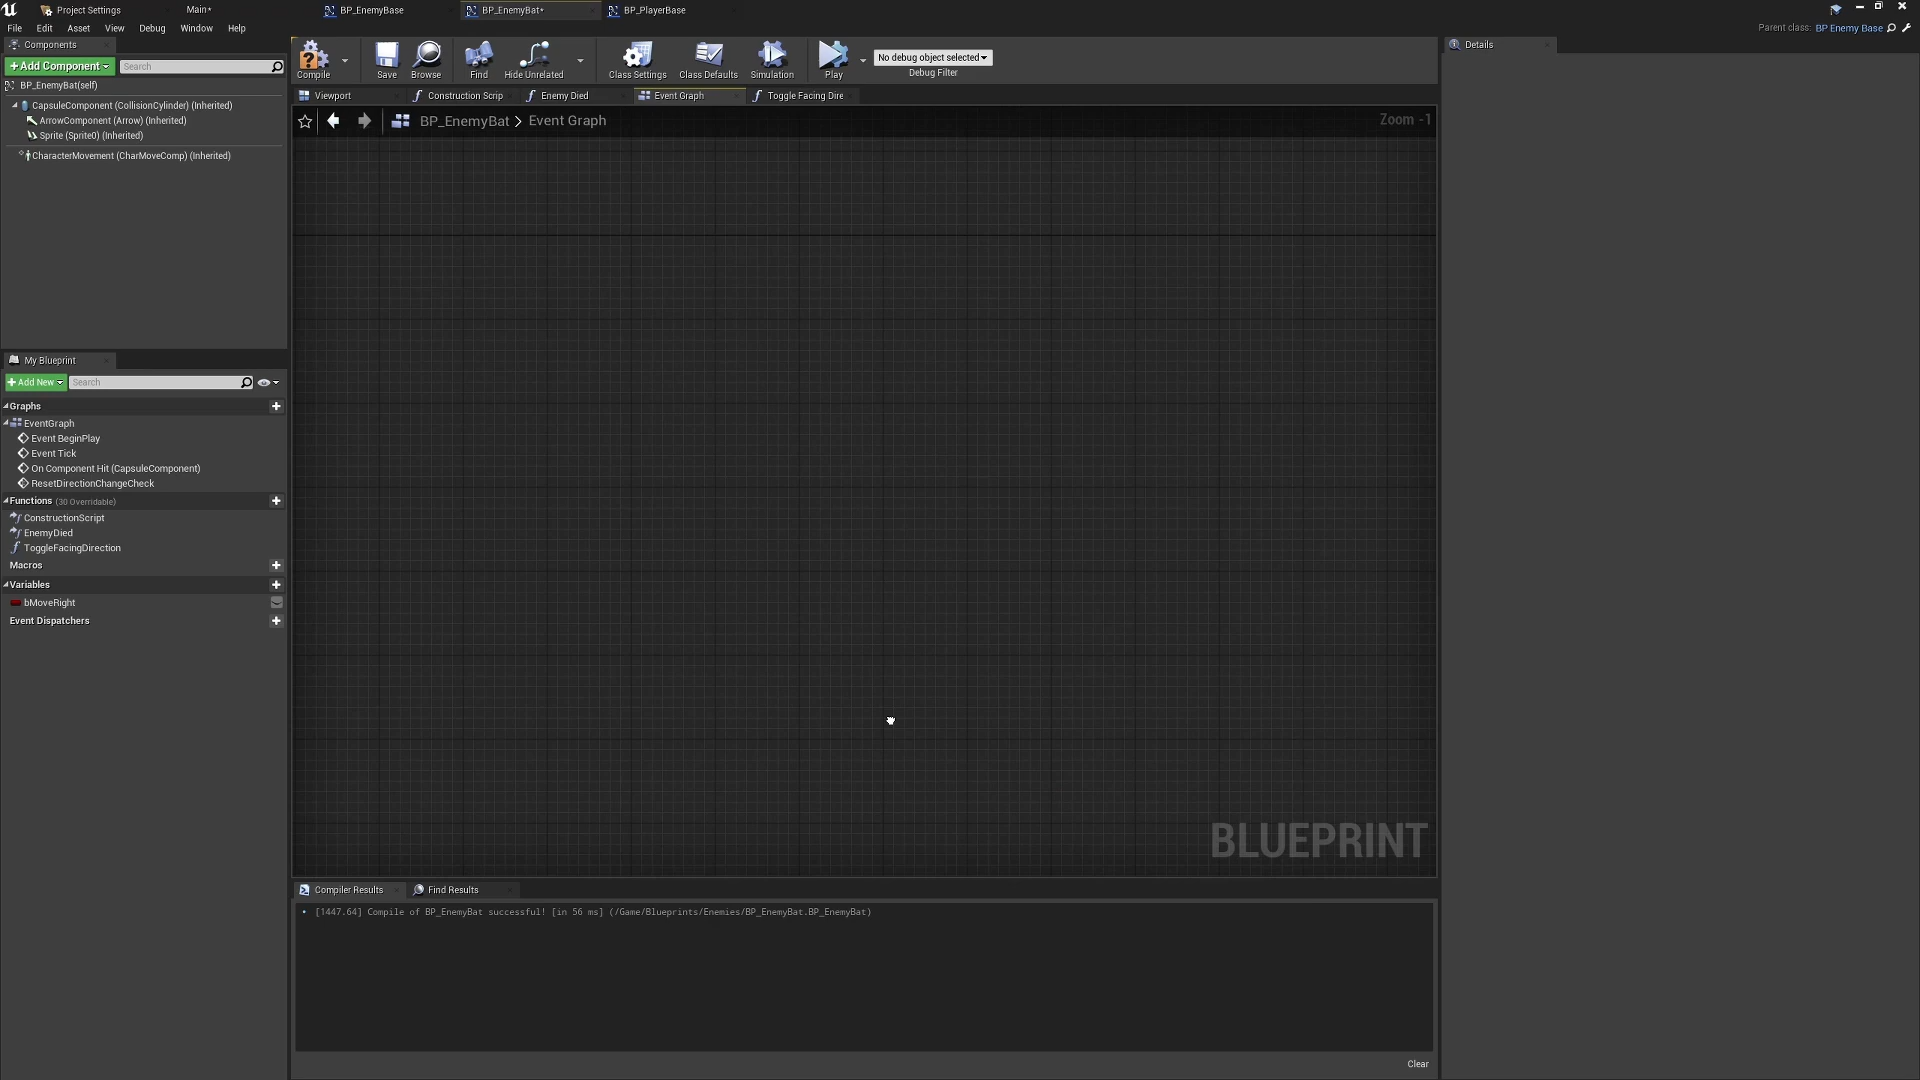 Project Settings
Main*
BP_EnemyBase
BP_EnemyBat*
BP_PlayerBase
File
Edit
Asset
View
Debug
Window
Help
Parent class: BP Enemy Base
Components
Details
+Add Component
Search
BP_EnemyBat(self)
CapsuleComponent (CollisionCylinder) (Inherited)
ArrowComponent (Arrow) (Inherited)
Sprite (Sprite0) (Inherited)
CharacterMovement (CharMoveComp) (Inherited)
Compile
Save
Browse
Find
Hide Unrelated
Class Settings
Class Defaults
Simulation
Play
No debug object selected
Debug Filter
Viewport
Construction Scrip
Enemy Died
Event Graph
Toggle Facing Dire
BP_EnemyBat > Event Graph
Zoom -1
My Blueprint
+Add New
Search
Graphs
EventGraph
Event BeginPlay
Event Tick
On Component Hit (CapsuleComponent)
ResetDirectionChangeCheck
Functions (30 Overridable)
ConstructionScript
EnemyDied
ToggleFacingDirection
Macros
Variables
bMoveRight
Event Dispatchers
BLUEPRINT
Compiler Results
Find Results
[1447.64] Compile of BP_EnemyBat successful! [in 56 ms] (/Game/Blueprints/Enemies/BP_EnemyBat.BP_EnemyBat)
Clear